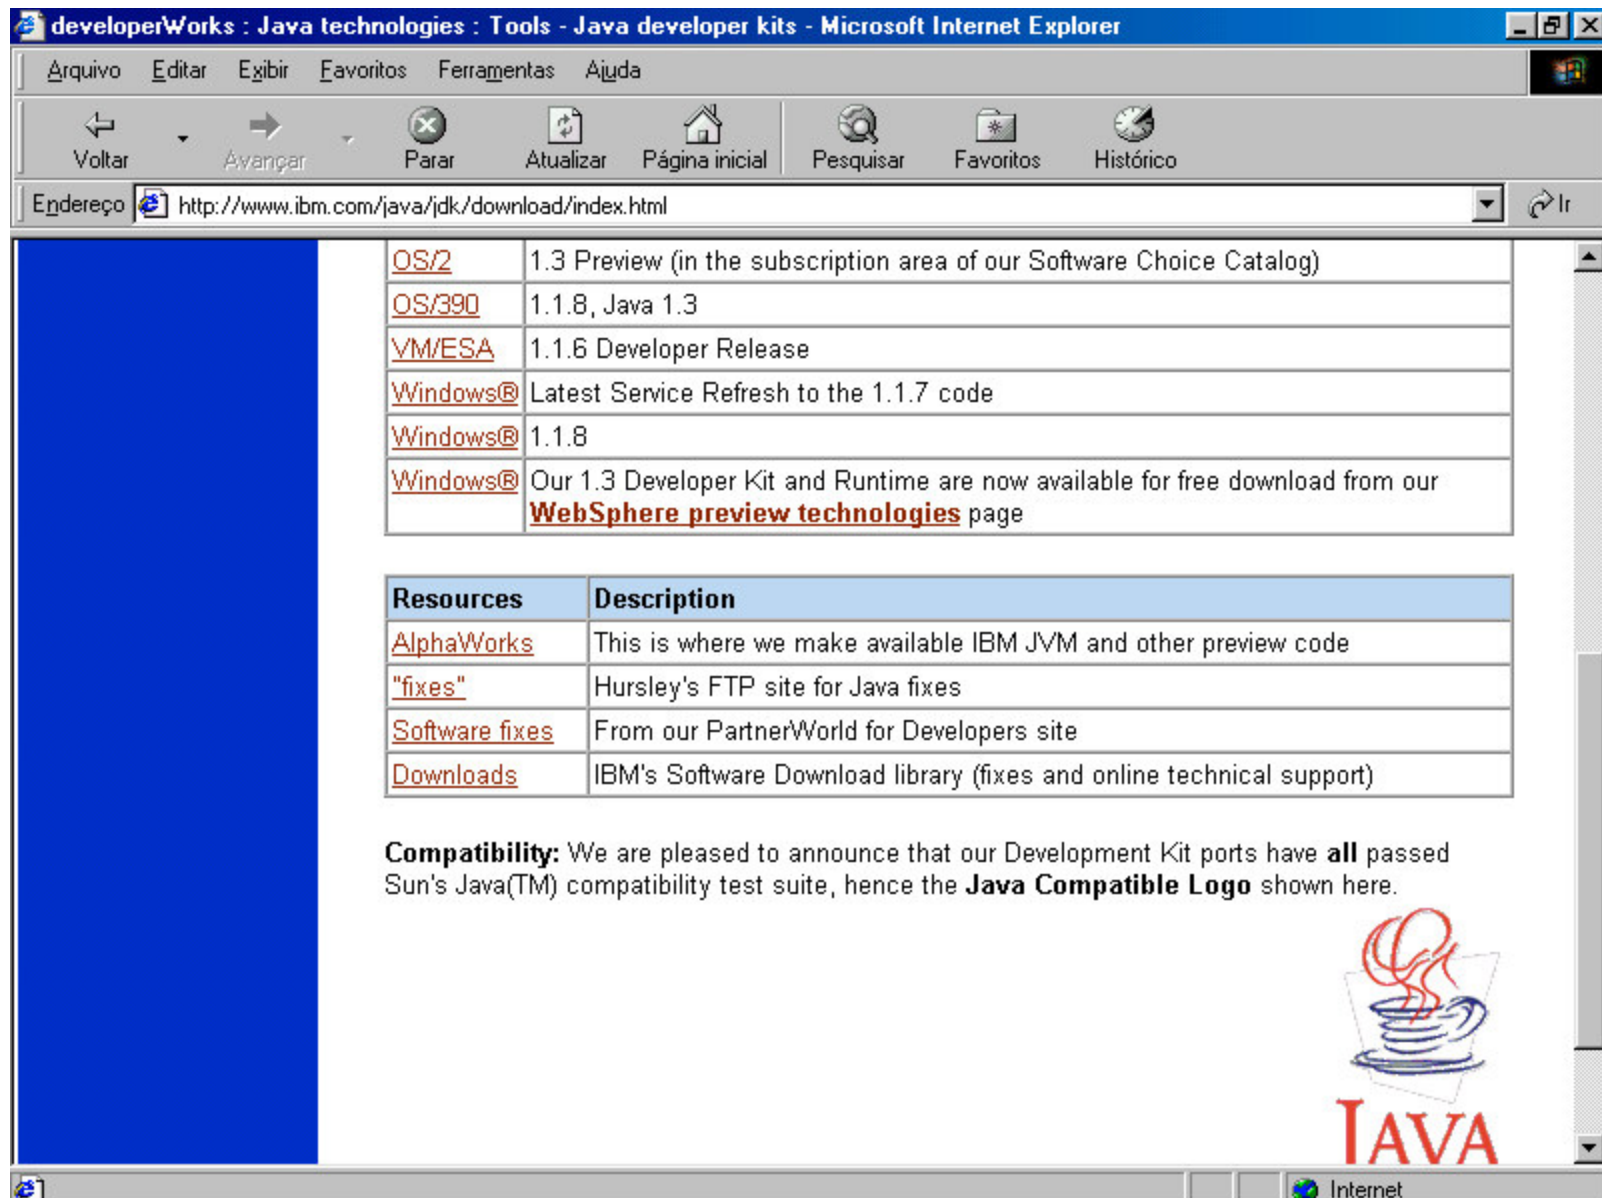 developerWorks : Java technologies : Tools - Java developer kits - Microsoft Internet Explorer
Arquivo Editar Exibir Favoritos Ferramentas Ajuda
Voltar Avançar Parar Atualizar Página inicial Pesquisar Favoritos Histórico
Endereço http://www.ibm.com/java/jdk/download/index.html Ir
OS/2 1.3 Preview (in the subscription area of our Software Choice Catalog)
OS/390 1.1.8, Java 1.3
VM/ESA 1.1.6 Developer Release
Windows® Latest Service Refresh to the 1.1.7 code
Windows® 1.1.8
Windows® Our 1.3 Developer Kit and Runtime are now available for free download from our
WebSphere preview technologies page
Resources Description
AlphaWorks This is where we make available IBM JVM and other preview code
"fixes" Hursley's FTP site for Java fixes
Software fixes From our PartnerWorld for Developers site
Downloads IBM's Software Download library (fixes and online technical support)
Compatibility: We are pleased to announce that our Development Kit ports have all passed
Sun's Java(TM) compatibility test suite, hence the Java Compatible Logo shown here.
JAVA
Internet